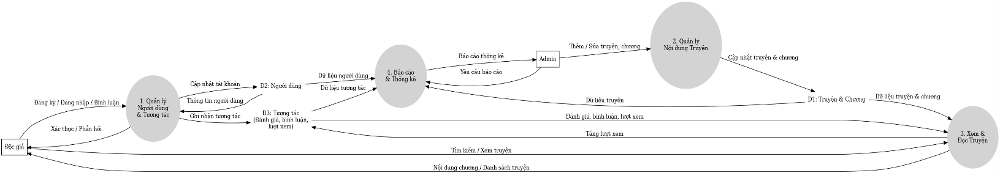 2. Quản lý
Nội dung Truyện
Thêm / Sửa truyện, chương
Báo cáo thống kê
Admin
Cập nhật truyện & chương
4. Báo cáo
& Thống kê
Yêu cầu báo cáo
Dữ liệu người dùng
Cập nhật tài khoản
D2: Người dùng
Dữ liệu tương tác
Đăng ký / Đăng nhập / Bình luận
1. Quản lý
Người dùng
& Tương tác
Thông tin người dùng
Dữ liệu truyện
D1: Truyện & Chương
Dữ liệu truyện & chương
Ghi nhận tương tác
D3: Tương tác
(Đánh giá, bình luận,
lượt xem)
Đánh giá, bình luận, lượt xem
Xác thực / Phản hồi
Tăng lượt xem
3. Xem &
Đọc Truyện
Độc giả
Tìm kiếm / Xem truyện
Nội dung chương / Danh sách truyện